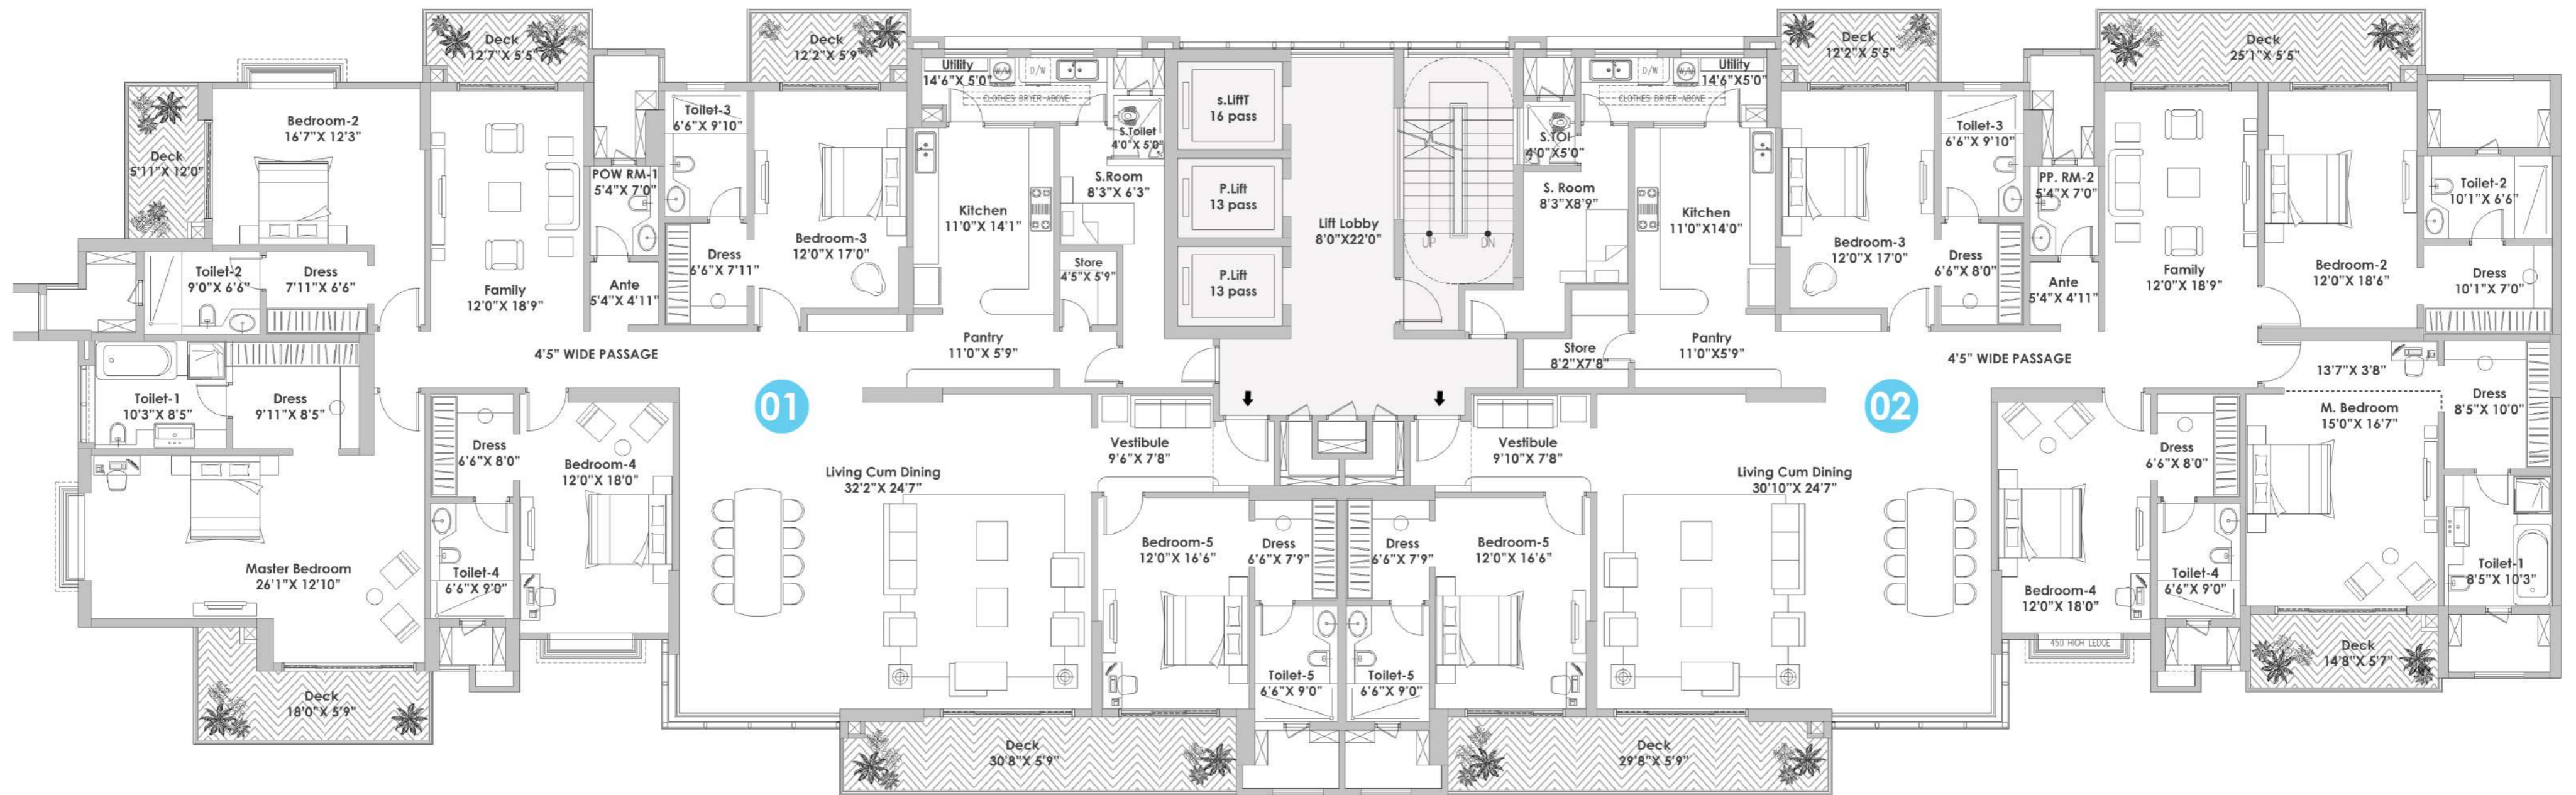 Deck
12'7"X 5'5"
Deck
12'2"X 5'9"
Deck
12'2"X 5'5"
Deck
25'1"X 5'5"
Bedroom-2
16'7"X 12'3"
Deck
5'11"X 12'0"
Family
12'0"X 18'9"
POW RM-1
5'4"X 7'0"
Ante
5'4"X 4'11"
Toilet-3
6'6"X 9'10"
Dress
6'6"X 7'11"
Bedroom-3
12'0"X 17'0"
Utility
14'6"X 5'0"
W/M
D/W
CLOTHES DRYER ABOVE
Kitchen
11'0"X 14'1"
S.Toilet
4'0"X 5'0"
S.Room
8'3"X 6'3"
Store
4'5"X 5'9"
Pantry
11'0"X 5'9"
s.LiftT
16 pass
P.Lift
13 pass
P.Lift
13 pass
Lift Lobby
8'0"X22'0"
UP
DN
D/W
W/M
Utility
14'6"X5'0"
CLOTHES DRYER ABOVE
S.TOI
4'0"X5'0"
S. Room
8'3"X8'9"
Kitchen
11'0"X14'0"
Store
8'2"X7'8"
Pantry
11'0"X5'9"
Bedroom-3
12'0"X 17'0"
Toilet-3
6'6"X 9'10"
Dress
6'6"X 8'0"
PP. RM-2
5'4"X 7'0"
Ante
5'4"X 4'11"
Family
12'0"X 18'9"
Bedroom-2
12'0"X 18'6"
Toilet-2
10'1"X 6'6"
Dress
10'1"X 7'0"
Toilet-2
9'0"X 6'6"
Dress
7'11"X 6'6"
4'5" WIDE PASSAGE
4'5" WIDE PASSAGE
Toilet-1
10'3"X 8'5"
Dress
9'11"X 8'5"
Master Bedroom
26'1"X 12'10"
Dress
6'6"X 8'0"
Toilet-4
6'6"X 9'0"
Bedroom-4
12'0"X 18'0"
01
Living Cum Dining
32'2"X 24'7"
Vestibule
9'6"X 7'8"
Bedroom-5
12'0"X 16'6"
Dress
6'6"X 7'9"
Toilet-5
6'6"X 9'0"
Vestibule
9'10"X 7'8"
Dress
6'6"X 7'9"
Bedroom-5
12'0"X 16'6"
Toilet-5
6'6"X 9'0"
Living Cum Dining
30'10"X 24'7"
02
Bedroom-4
12'0"X 18'0"
450 HIGH LEDGE
Dress
6'6"X 8'0"
Toilet-4
6'6"X 9'0"
13'7"X 3'8"
M. Bedroom
15'0"X 16'7"
Dress
8'5"X 10'0"
Toilet-1
8'5"X 10'3"
Deck
18'0"X 5'9"
Deck
30'8"X 5'9"
Deck
29'8"X 5'9"
Deck
14'8"X 5'7"